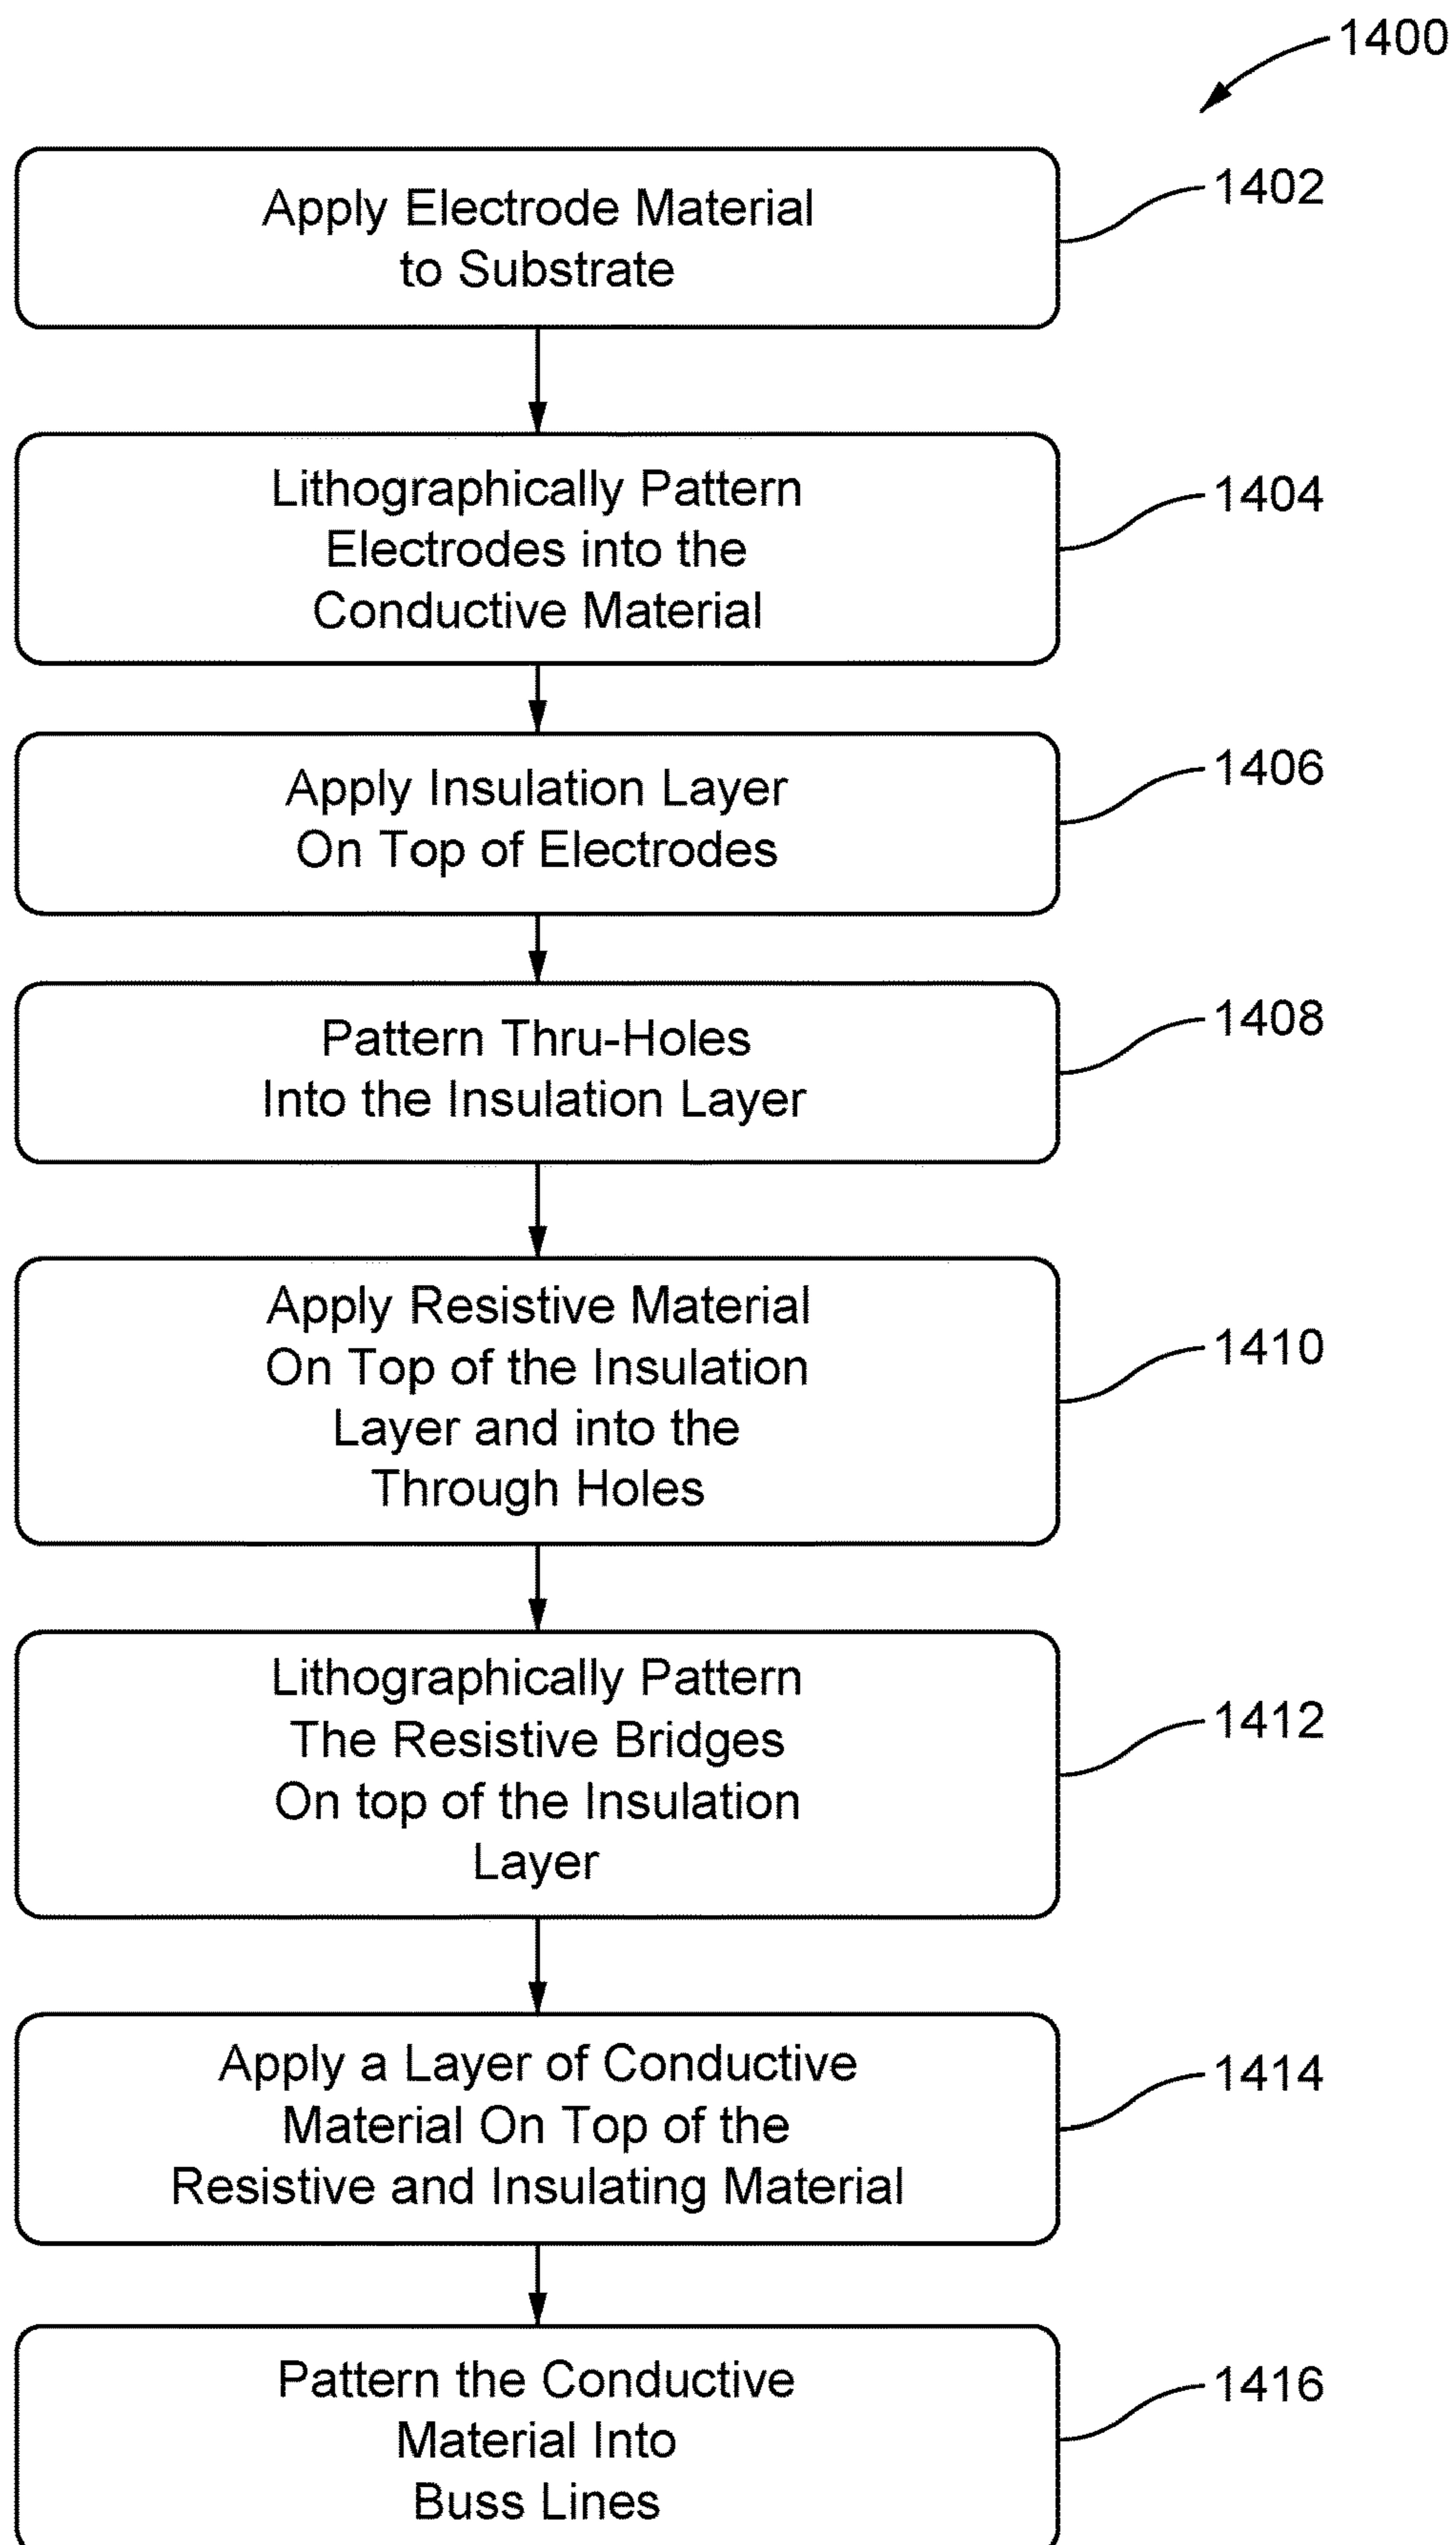 1400
Apply Electrode Material
to Substrate
1402
Lithographically Pattern
Electrodes into the
Conductive Material
1404
Apply Insulation Layer
On Top of Electrodes
1406
Pattern Thru-Holes
Into the Insulation Layer
1408
Apply Resistive Material
On Top of the Insulation
Layer and into the
Through Holes
1410
Lithographically Pattern
The Resistive Bridges
On top of the Insulation
Layer
1412
Apply a Layer of Conductive
Material On Top of the
Resistive and Insulating Material
1414
Pattern the Conductive
Material Into
Buss Lines
1416